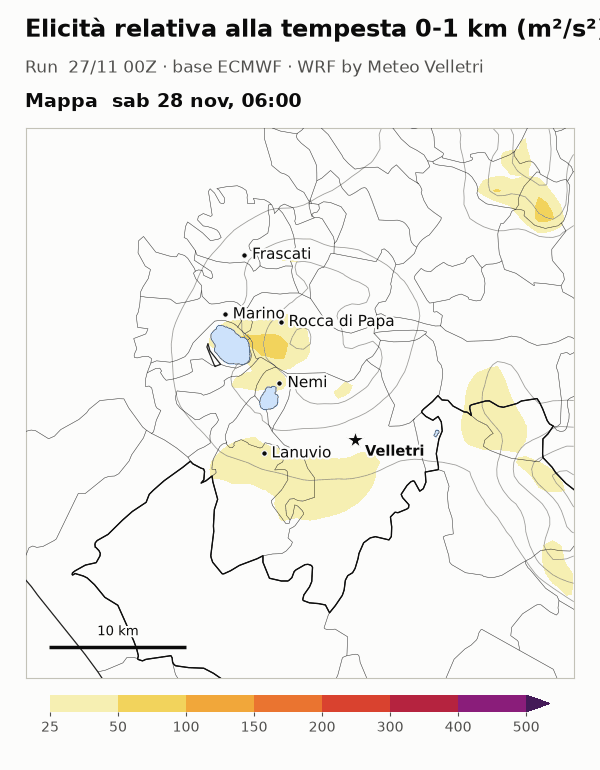 Elicità relativa alla tempesta 0-1 km (m²/s²)
Run  27/11 00Z · base ECMWF · WRF by Meteo Velletri
Mappa  sab 28 nov, 06:00
Frascati
Marino
Rocca di Papa
Nemi
Velletri
Lanuvio
10 km
25 50 100 150 200 300 400 500